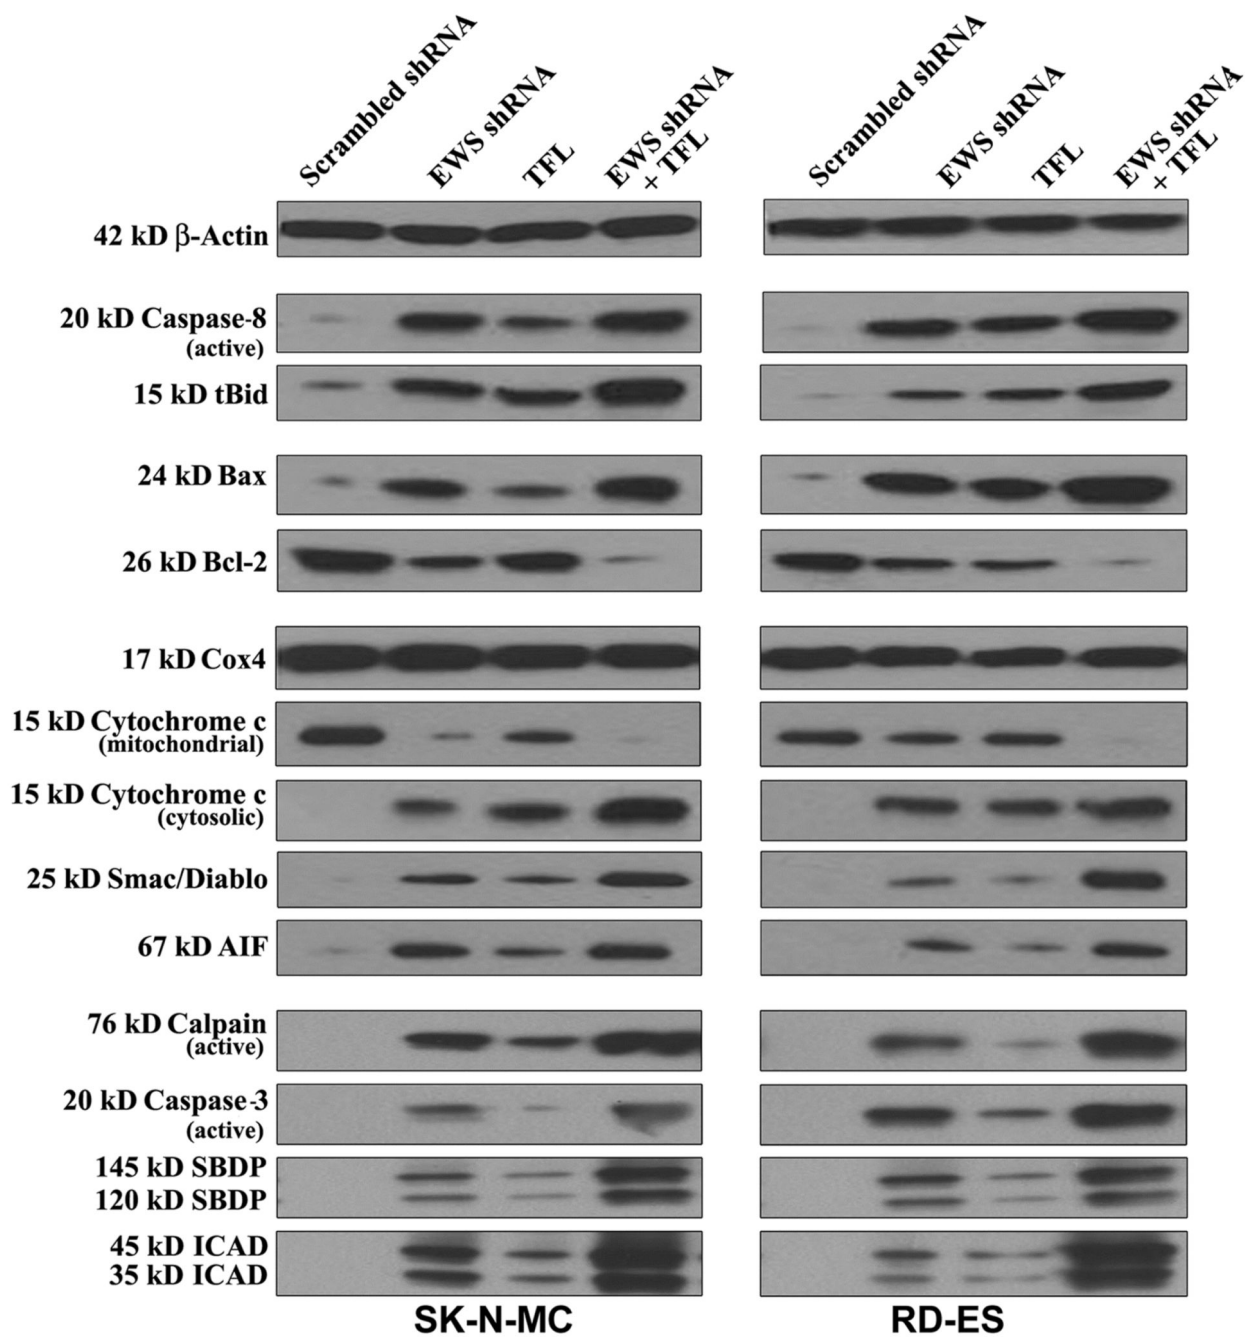 Scrambled shRNA
EWS shRNA
TFL
EWS shRNA
+ TFL
Scrambled shRNA
EWS shRNA
TFL
EWS shRNA
+ TFL
42 kD β-Actin
20 kD Caspase-8
(active)
15 kD tBid
24 kD Bax
26 kD Bcl-2
17 kD Cox4
15 kD Cytochrome c
(mitochondrial)
15 kD Cytochrome c
(cytosolic)
25 kD Smac/Diablo
67 kD AIF
76 kD Calpain
(active)
20 kD Caspase-3
(active)
145 kD SBDP
120 kD SBDP
45 kD ICAD
35 kD ICAD
SK-N-MC
RD-ES